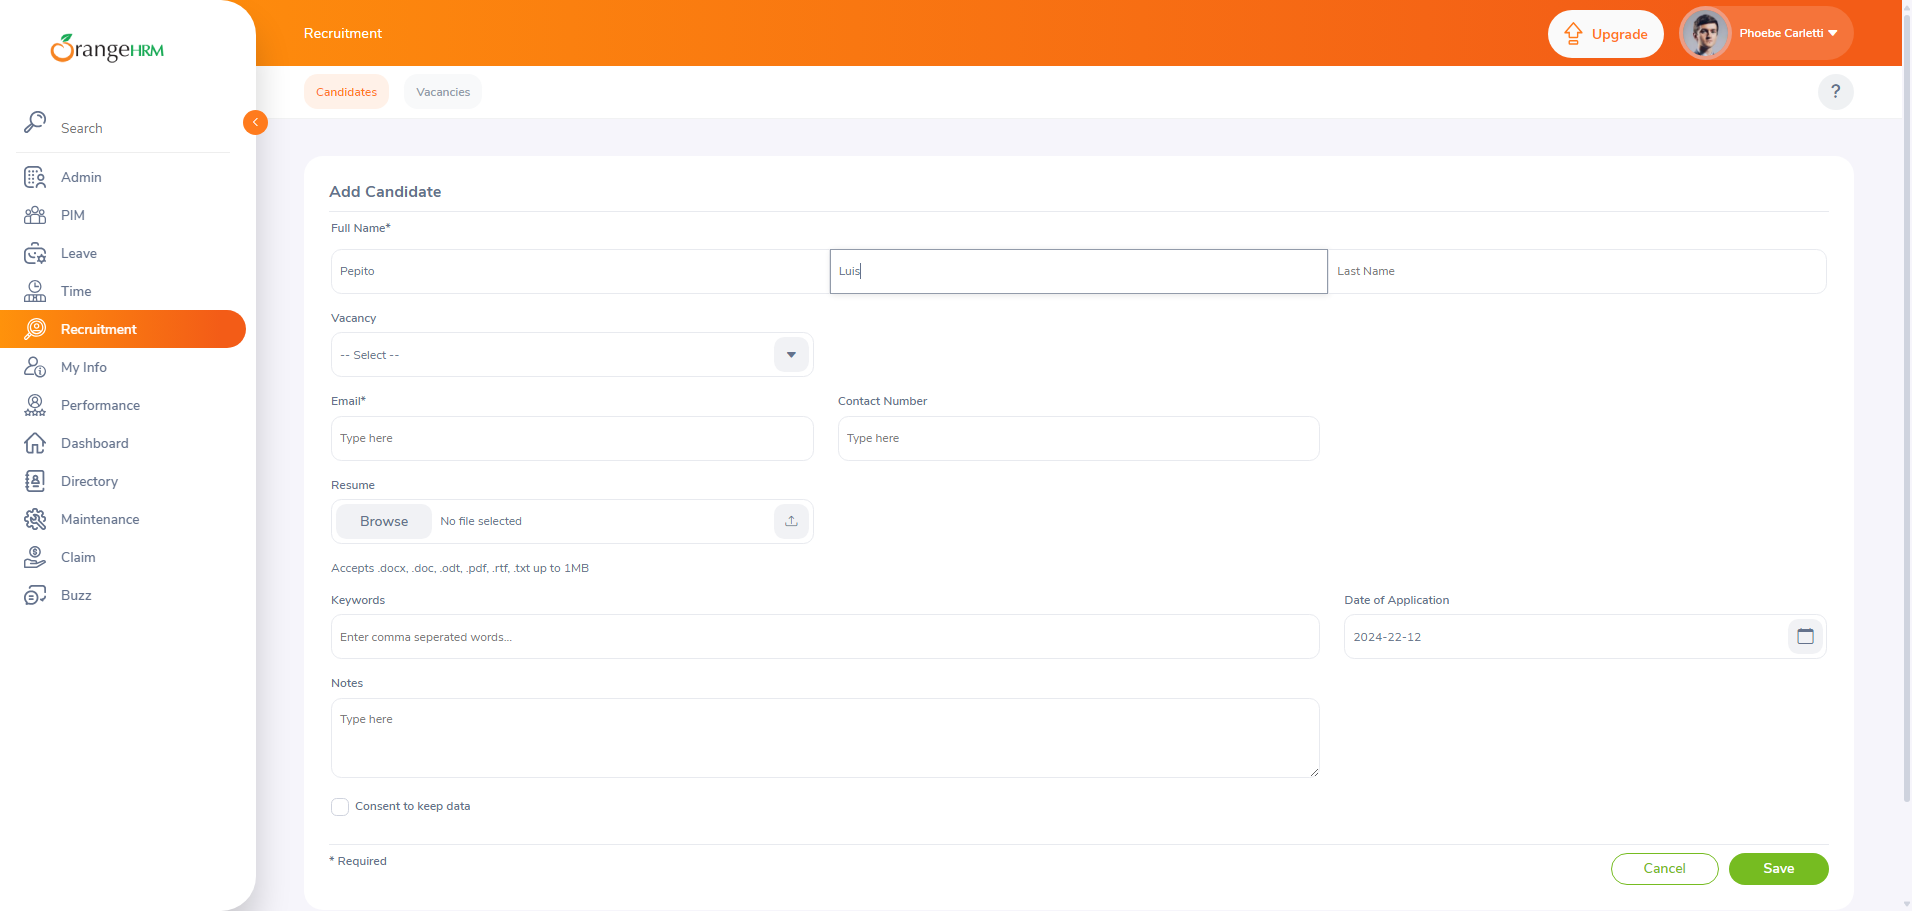 OrangeHRM
Search
Admin
PIM
Leave
Time
Recruitment
My Info
Performance
Dashboard
Directory
Maintenance
Claim
Buzz
Recruitment
Upgrade
Phoebe Carletti
Candidates
Vacancies
?
Add Candidate
Full Name*
Pepito
Luis
Last Name
Vacancy
-- Select --
Email*
Contact Number
Type here
Type here
Resume
Browse
No file selected
Accepts .docx, .doc, .odt, .pdf, .rtf, .txt up to 1MB
Keywords
Date of Application
Enter comma seperated words...
2024-22-12
Notes
Type here
Consent to keep data
* Required
Cancel
Save